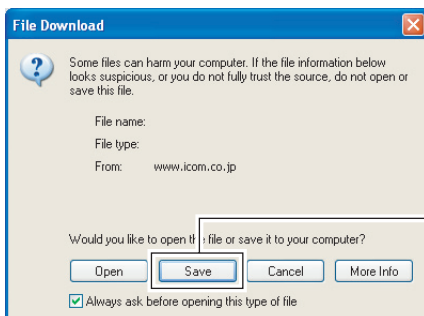 File Download
Some files can harm your computer. If the file information below
looks suspicious, or you do not fully trust the source, do not open or
save this file.
File name:
File type:
From: www.icom.co.jp
Would you like to open the file or save it to your computer?
Open Save Cancel More Info
Always ask before opening this type of file